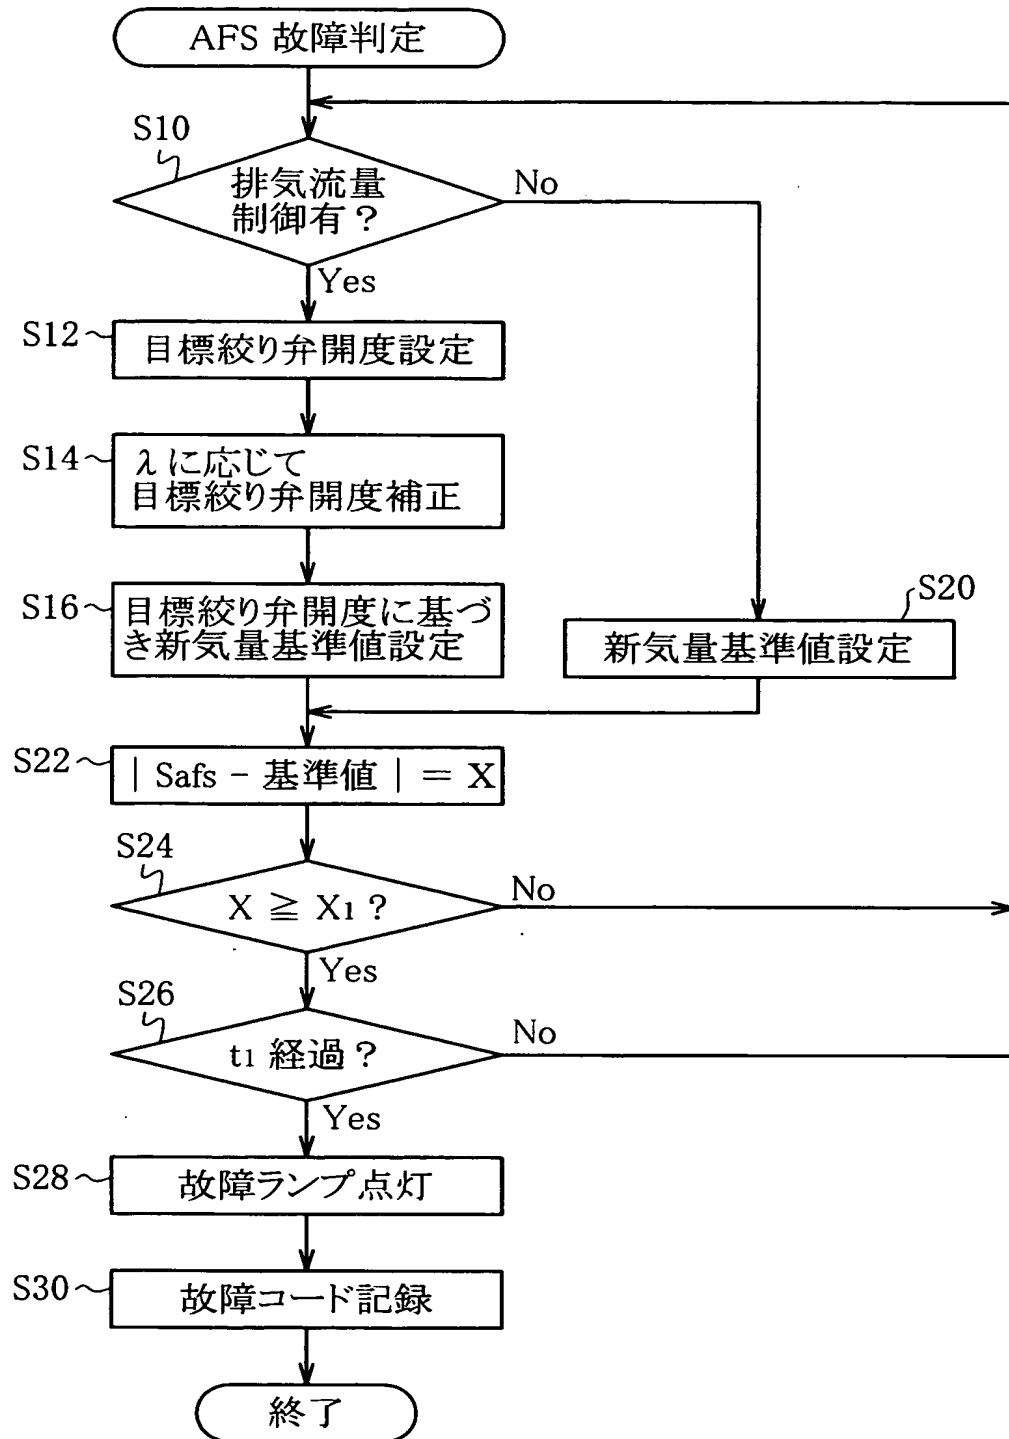 AFS 故障判定
S10
排気流量
制御有？
No
Yes
S12
目標絞り弁開度設定
S14
λに応じて
目標絞り弁開度補正
S16
目標絞り弁開度に基づ
き新気量基準値設定
S20
新気量基準値設定
S22
| Safs - 基準値 | = X
S24
X ≧ X1 ?
No
Yes
S26
t1 経過？
No
Yes
S28
故障ランプ点灯
S30
故障コード記録
終了